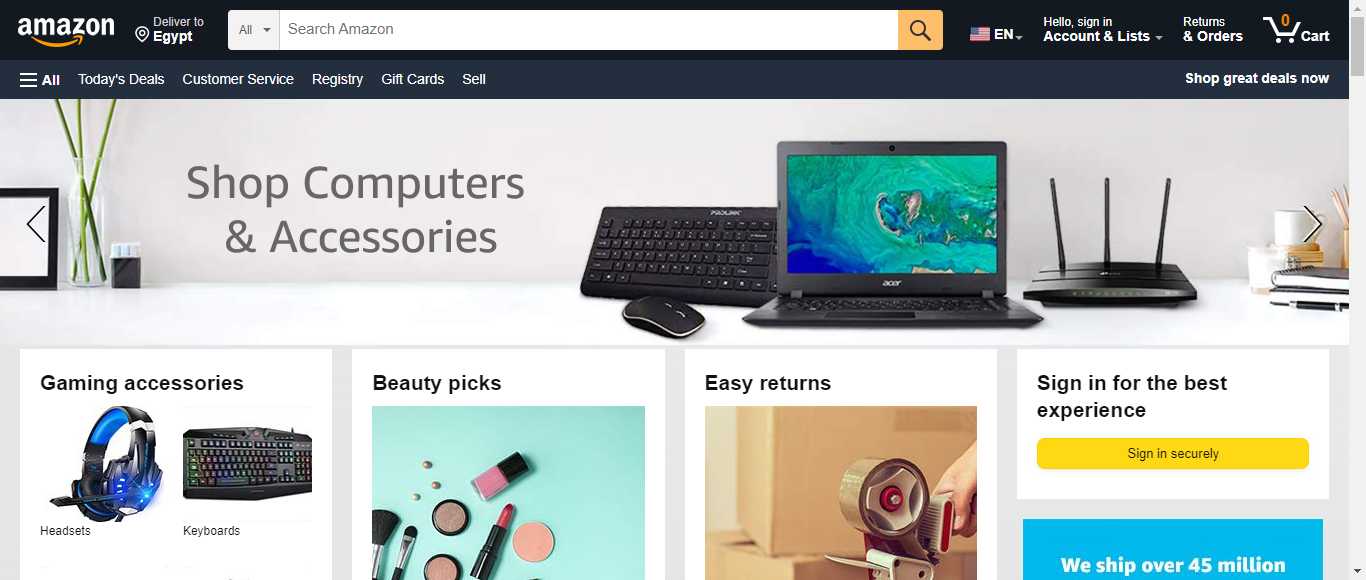 amazon
Deliver to
Egypt
All
Search Amazon
EN
Hello, sign in
Account & Lists
Returns
& Orders
0
Cart
All
Today's Deals
Customer Service
Registry
Gift Cards
Sell
Shop great deals now
Shop Computers
& Accessories
PROLINK
acer
Gaming accessories
Headsets
Keyboards
Beauty picks
Easy returns
Sign in for the best
experience
Sign in securely
We ship over 45 million